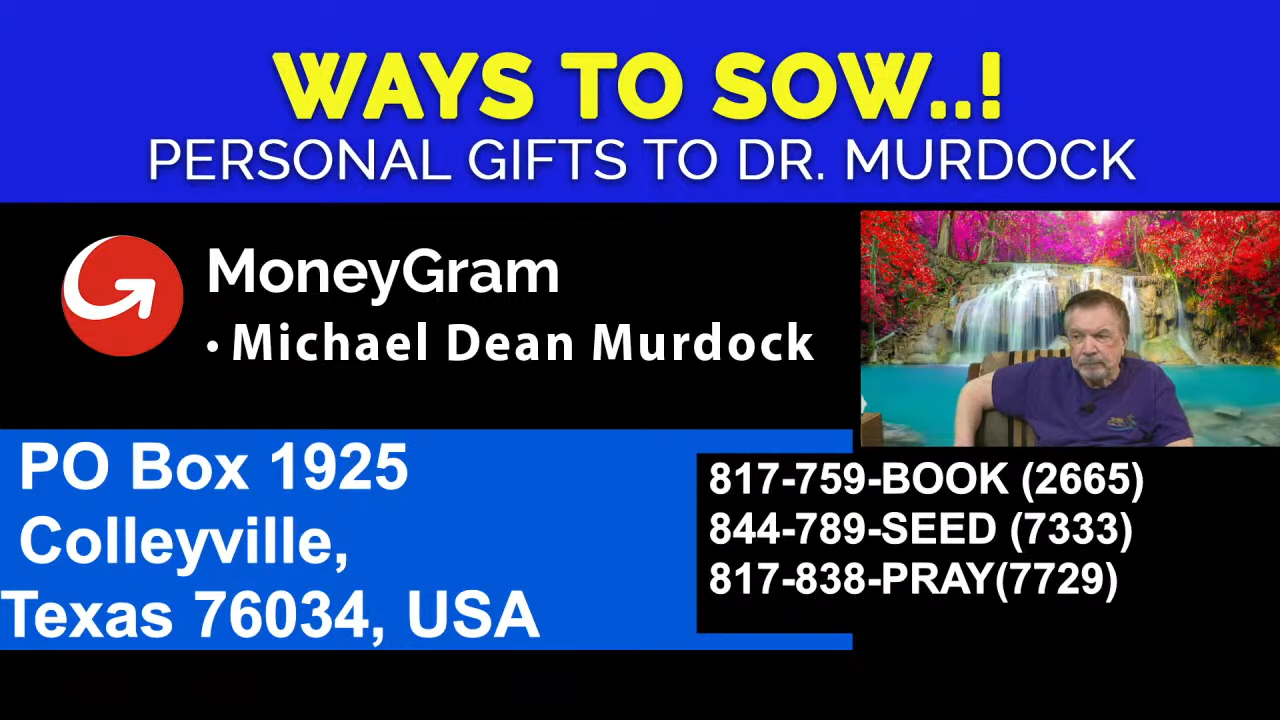 WAYS TO SOW..!
PERSONAL GIFTS TO DR. MURDOCK
MoneyGram
• Michael Dean Murdock
PO Box 1925
Colleyville,
Texas 76034, USA
817-759-BOOK (2665)
844-789-SEED (7333)
817-838-PRAY(7729)